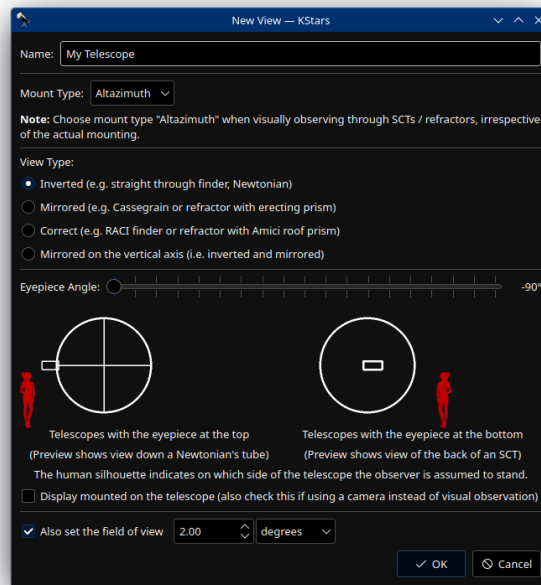 New View — KStars
Name: My Telescope
Mount Type: Altazimuth
Note: Choose mount type "Altazimuth" when visually observing through SCTs / refractors, irrespective
of the actual mounting.
View Type:
Inverted (e.g. straight through finder, Newtonian)
Mirrored (e.g. Cassegrain or refractor with erecting prism)
Correct (e.g. RACI finder or refractor with Amici roof prism)
Mirrored on the vertical axis (i.e. inverted and mirrored)
Eyepiece Angle: -90°
Telescopes with the eyepiece at the top
(Preview shows view down a Newtonian's tube)
Telescopes with the eyepiece at the bottom
(Preview shows view of the back of an SCT)
The human silhouette indicates on which side of the telescope the observer is assumed to stand.
Display mounted on the telescope (also check this if using a camera instead of visual observation)
Also set the field of view 2.00 degrees
OK Cancel